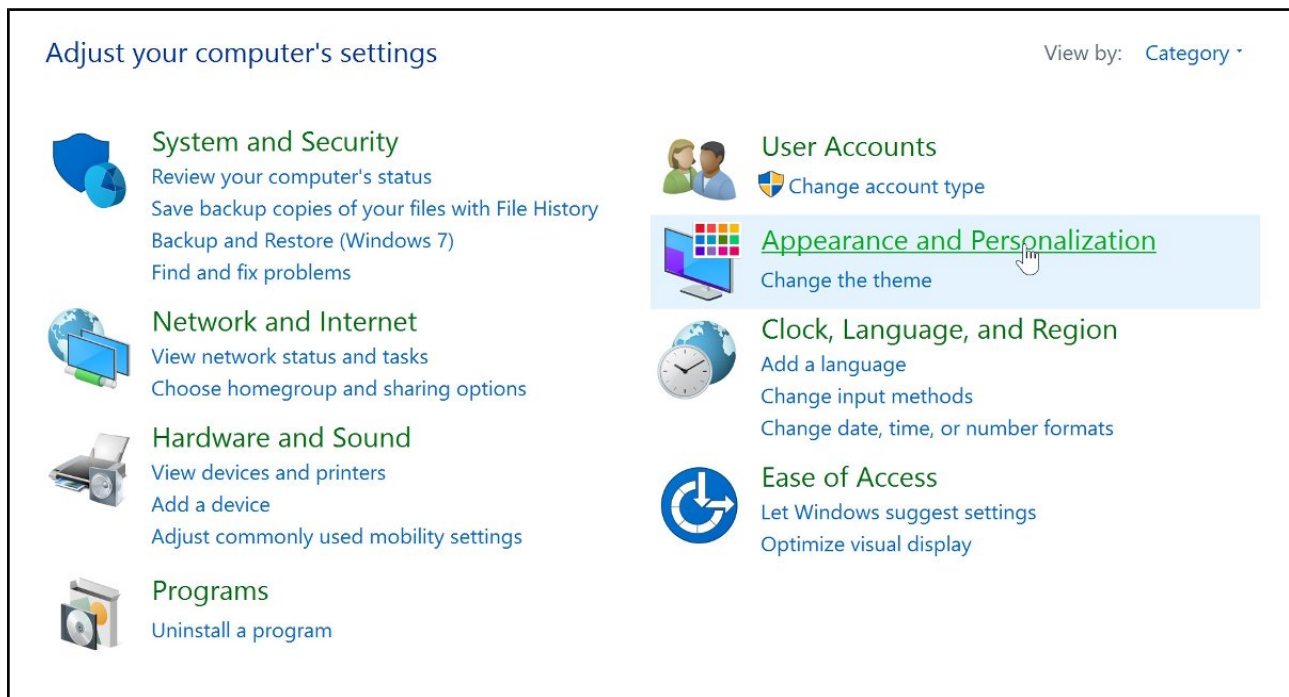 Adjust your computer's settings
View by: Category
System and Security
Review your computer's status
Save backup copies of your files with File History
Backup and Restore (Windows 7)
Find and fix problems
Network and Internet
View network status and tasks
Choose homegroup and sharing options
Hardware and Sound
View devices and printers
Add a device
Adjust commonly used mobility settings
Programs
Uninstall a program
User Accounts
Change account type
Appearance and Personalization
Change the theme
Clock, Language, and Region
Add a language
Change input methods
Change date, time, or number formats
Ease of Access
Let Windows suggest settings
Optimize visual display